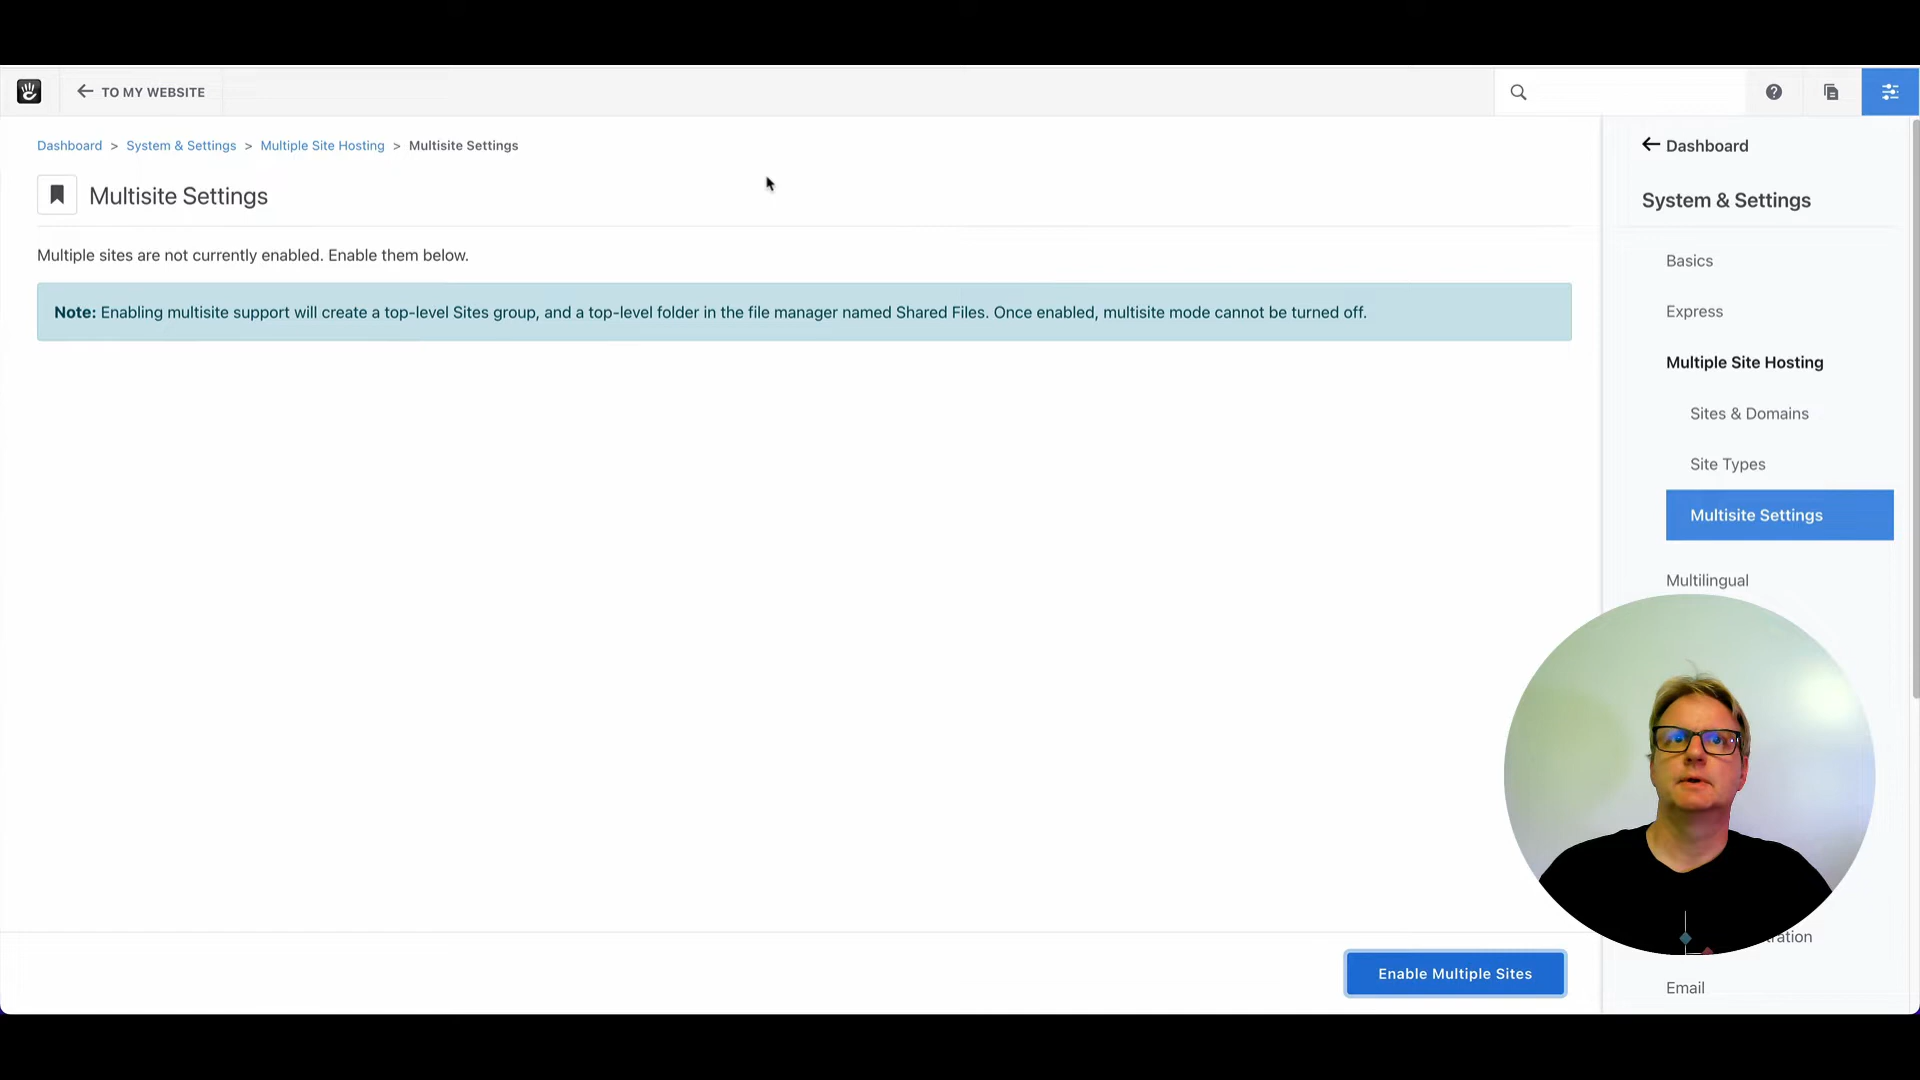 TO MY WEBSITE
Dashboard > System & Settings > Multiple Site Hosting > Multisite Settings
Multisite Settings
Multiple sites are not currently enabled. Enable them below.
Note: Enabling multisite support will create a top-level Sites group, and a top-level folder in the file manager named Shared Files. Once enabled, multisite mode cannot be turned off.
Enable Multiple Sites
Dashboard
System & Settings
Basics
Express
Multiple Site Hosting
Sites & Domains
Site Types
Multisite Settings
Multilingual
Email